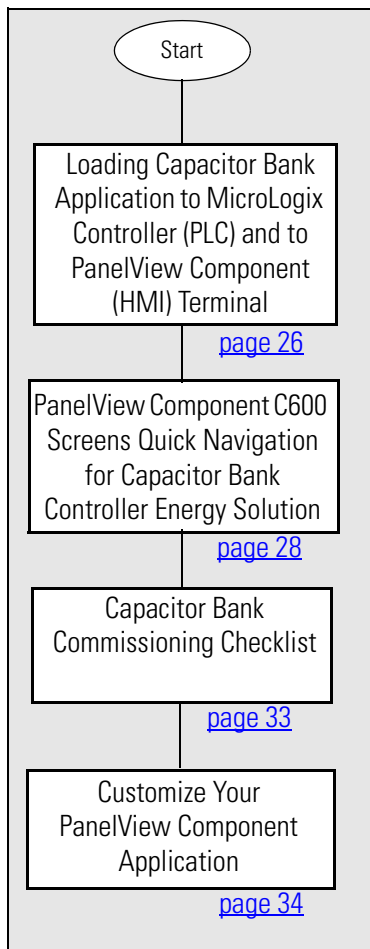 Start
Loading Capacitor Bank
Application to MicroLogix
Controller (PLC) and to
PanelView Component
(HMI) Terminal
page 26
PanelView Component C600
Screens Quick Navigation
for Capacitor Bank
Controller Energy Solution
page 28
Capacitor Bank
Commissioning Checklist
page 33
Customize Your
PanelView Component
Application
page 34